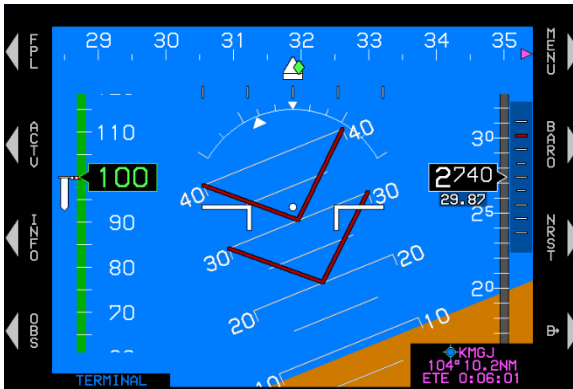 29 30 31 32 33 34 35
FPL
MENU
ACTV
110
40
30
BARO
100
2740
40
30
29.87
25
INFO
90
NRST
30
20
80
20
OBS
70
20
10
KMGJ
104° 10.2NM
TERMINAL
10
ETE 0:06:01